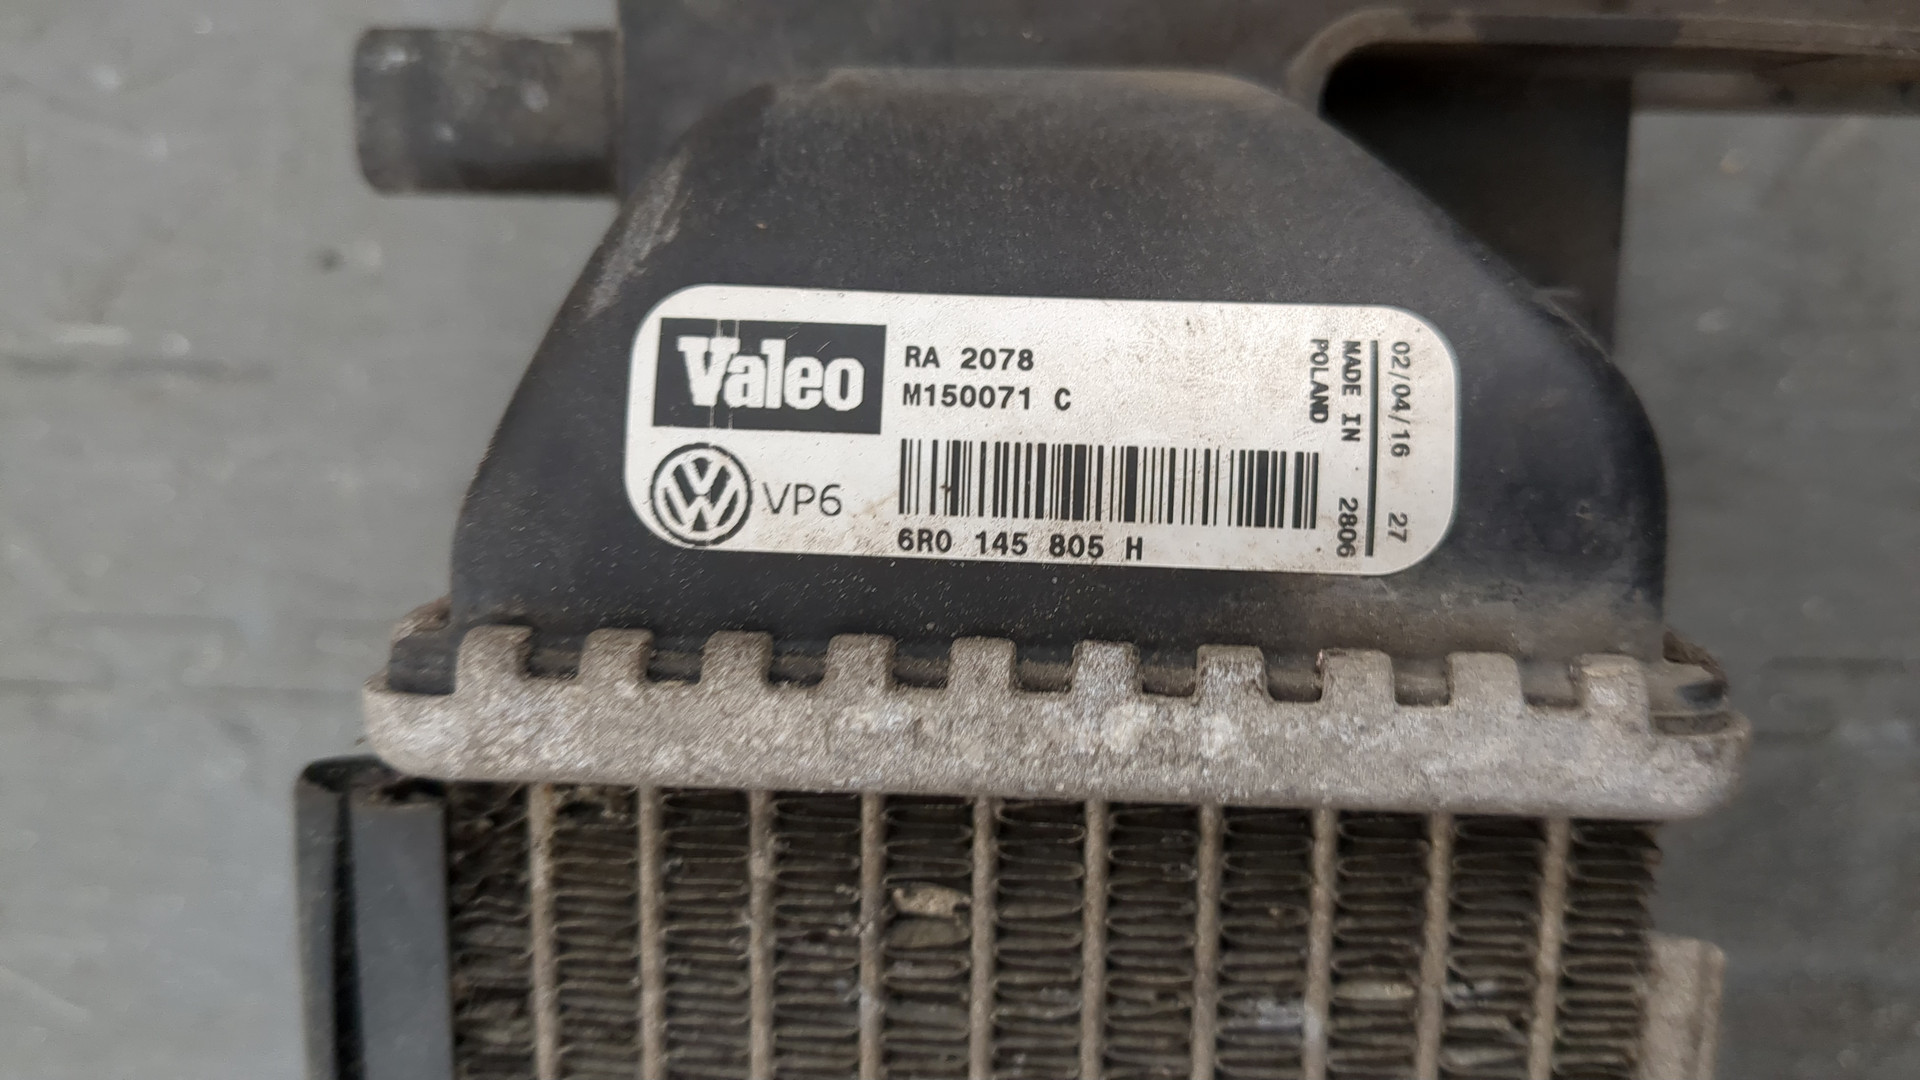 Valeo
RA 2078
M150071 C
VP6
6R0 145 805 H
02/04/16 27
MADE IN 2806
POLAND